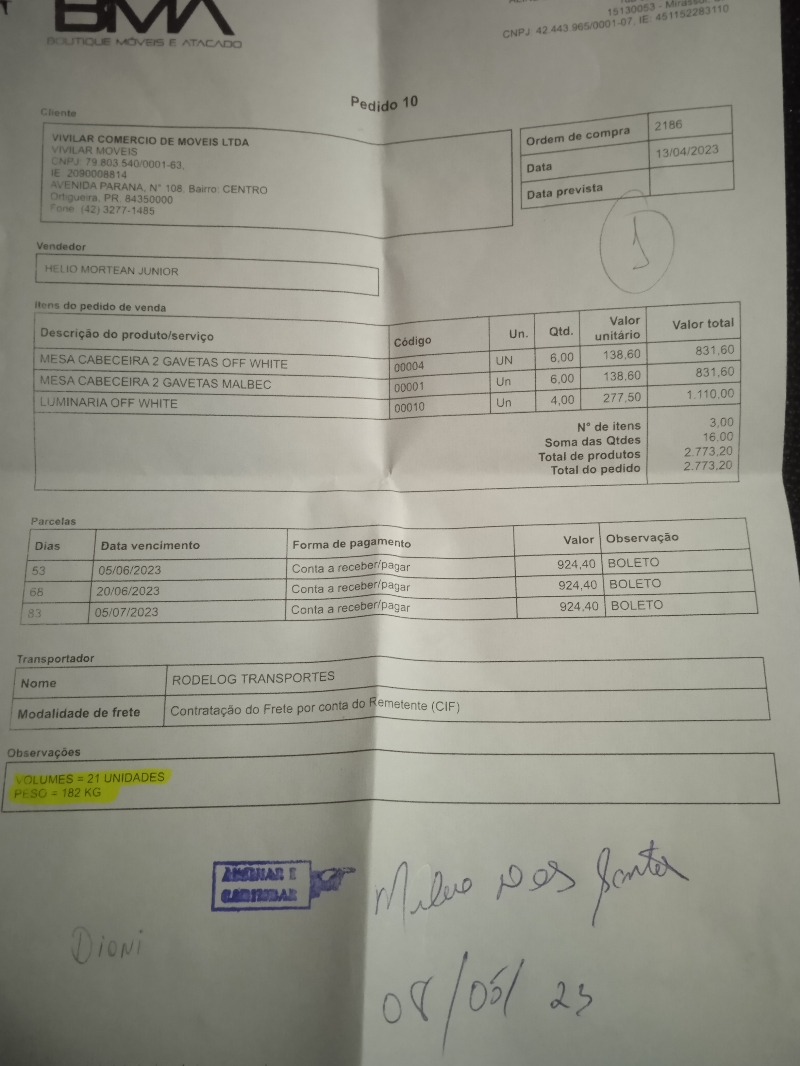 BMA
BOUTIQUE MÓVEIS E ATACADO
15130053 - Mirassol
CNPJ: 42.443.965/0001-07, IE: 451152283110
Pedido 10
Cliente
VIVILAR COMERCIO DE MOVEIS LTDA
VIVILAR MOVEIS
CNPJ: 79.803.540/0001-63,
IE: 2090008814
AVENIDA PARANA, N° 108. Bairro: CENTRO
Ortigueira, PR, 84350000
Fone: (42) 3277-1485
Ordem de compra 2186
Data 13/04/2023
Data prevista
1
Vendedor
HELIO MORTEAN JUNIOR
Itens do pedido de venda
Descrição do produto/serviço Código Un. Qtd. Valor unitário Valor total
MESA CABECEIRA 2 GAVETAS OFF WHITE 00004 UN 6,00 138,60 831,60
MESA CABECEIRA 2 GAVETAS MALBEC 00001 Un 6,00 138,60 831,60
LUMINARIA OFF WHITE 00010 Un 4,00 277,50 1.110,00
N° de itens 3,00
Soma das Qtdes 16,00
Total de produtos 2.773,20
Total do pedido 2.773,20
Parcelas
Dias Data vencimento Forma de pagamento Valor Observação
53 05/06/2023 Conta a receber/pagar 924,40 BOLETO
68 20/06/2023 Conta a receber/pagar 924,40 BOLETO
83 05/07/2023 Conta a receber/pagar 924,40 BOLETO
Transportador
Nome RODELOG TRANSPORTES
Modalidade de frete Contratação do Frete por conta do Remetente (CIF)
Observações
VOLUMES = 21 UNIDADES
PESO = 182 KG
ASSINAR E
CARIMBAR
Dos Santos
Dioni
08/05/23